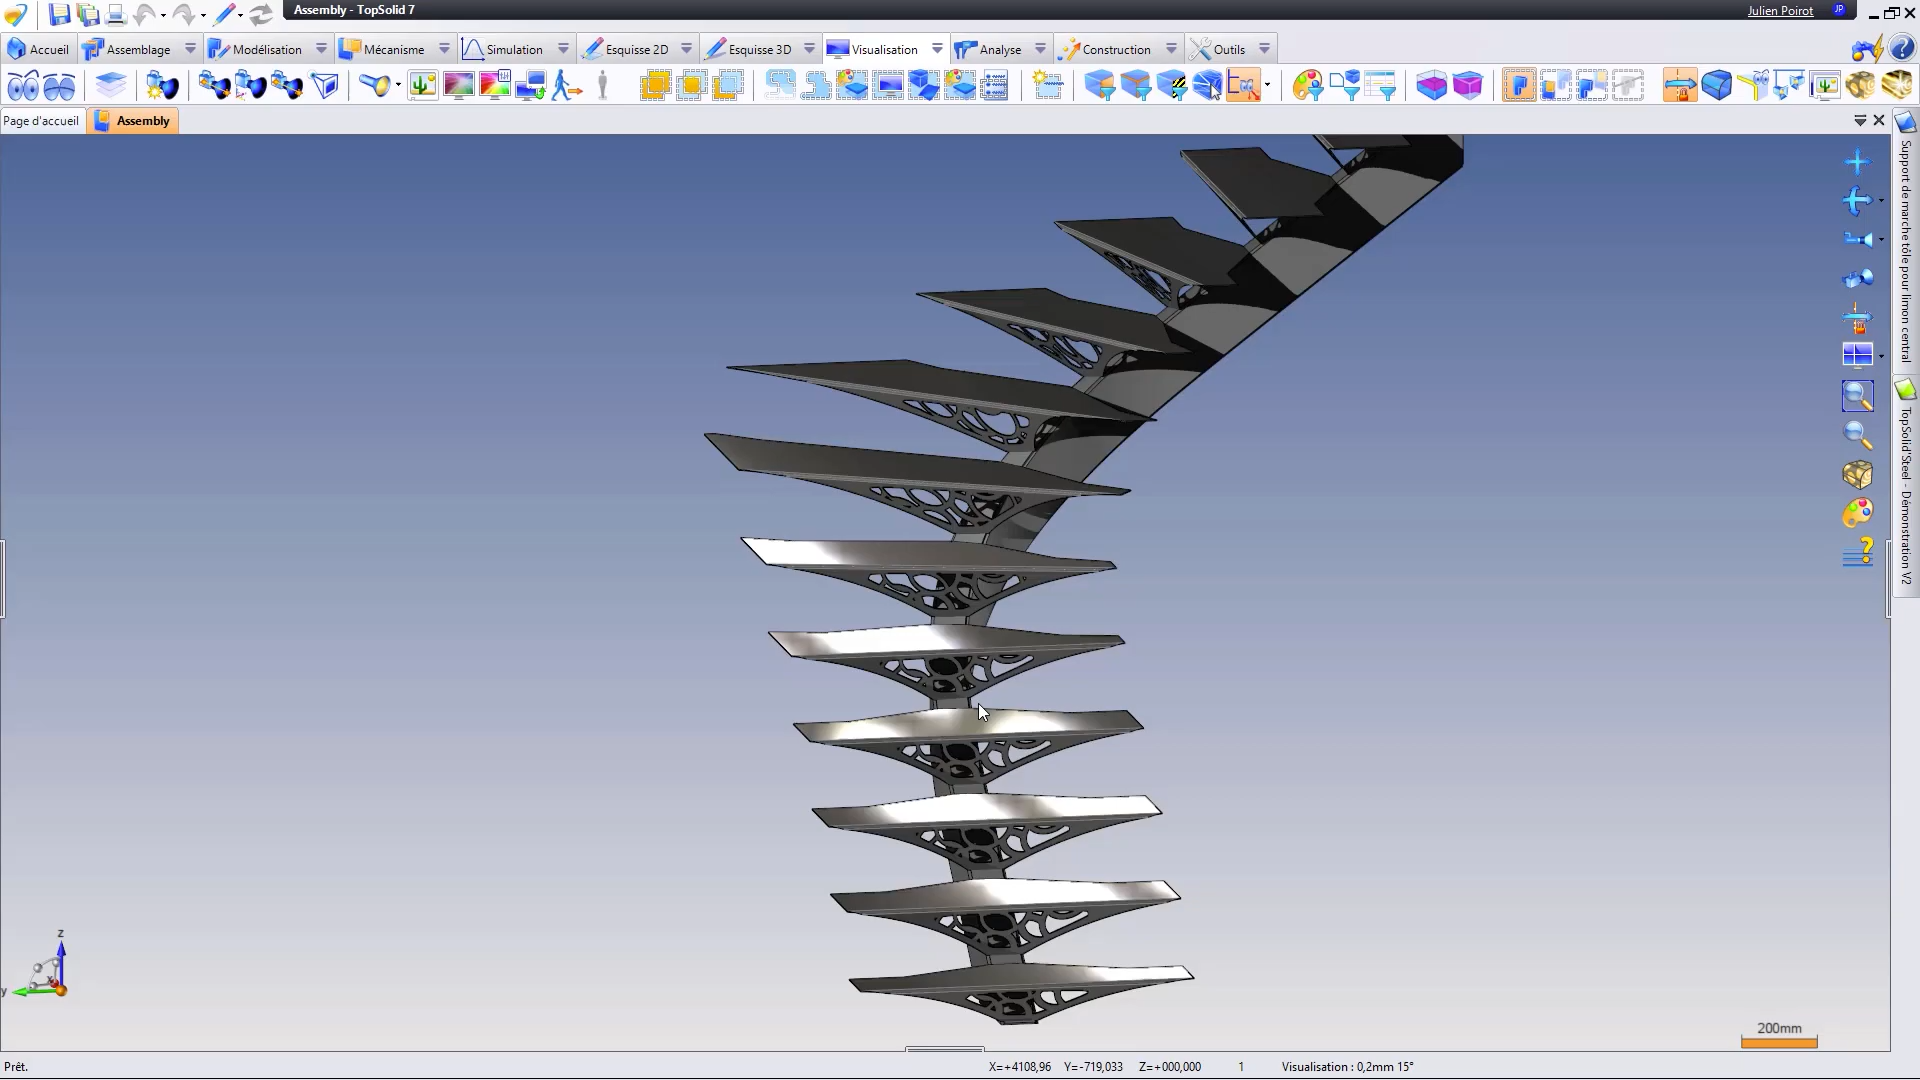 Assembly - TopSolid 7
Julien Poirot
JP
Accueil
Assemblage
Modélisation
Mécanisme
Simulation
Esquisse 2D
Esquisse 3D
Visualisation
Analyse
Construction
Outils
Page d'accueil
Assembly
Support de marche tôle pour limon central
TopSolid'Steel - Démonstration V2
z
x
y
200mm
Prêt.
X=+4108,96 Y=-719,033 Z=+000,000 1 Visualisation : 0,2mm 15°